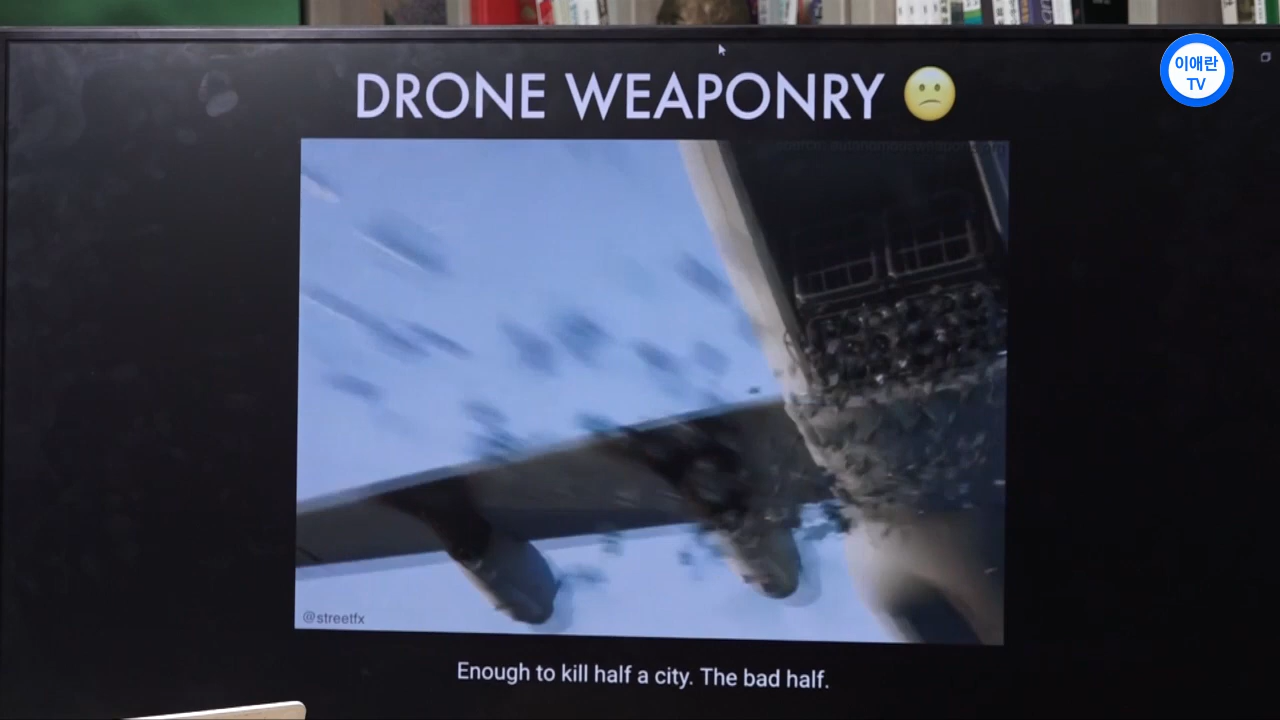 이애란
TV
DRONE WEAPONRY
@streetfx
Enough to kill half a city. The bad half.